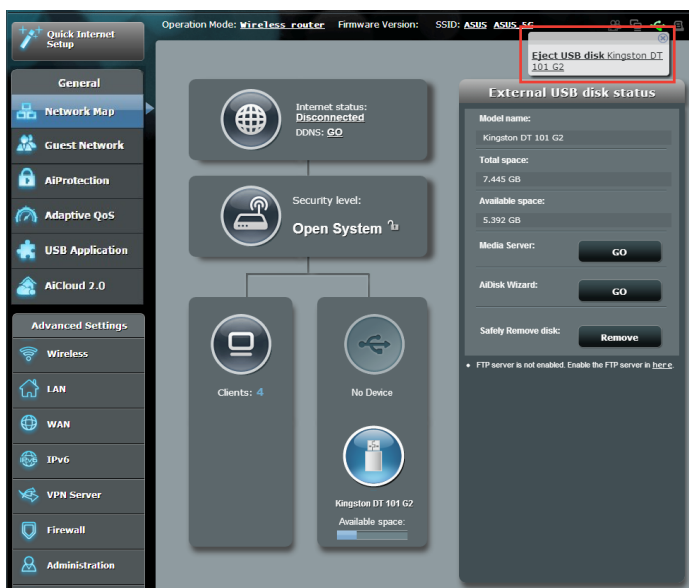 Quick Internet
Setup
Operation Mode: Wireless router Firmware Version: SSID: ASUS ASUS_5G
Eject USB disk Kingston DT
101 G2
General
Network Map
Guest Network
AiProtection
Adaptive QoS
USB Application
AiCloud 2.0
Advanced Settings
Wireless
LAN
WAN
IPv6
VPN Server
Firewall
Administration
Internet status:
Disconnected
DDNS: GO
Security level:
Open System
Clients: 4
No Device
Kingston DT 101 G2
Available space:
External USB disk status
Model name:
Kingston DT 101 G2
Total space:
7.445 GB
Available space:
5.392 GB
Media Server: GO
AiDisk Wizard: GO
Safely Remove disk: Remove
• FTP server is not enabled. Enable the FTP server in here.